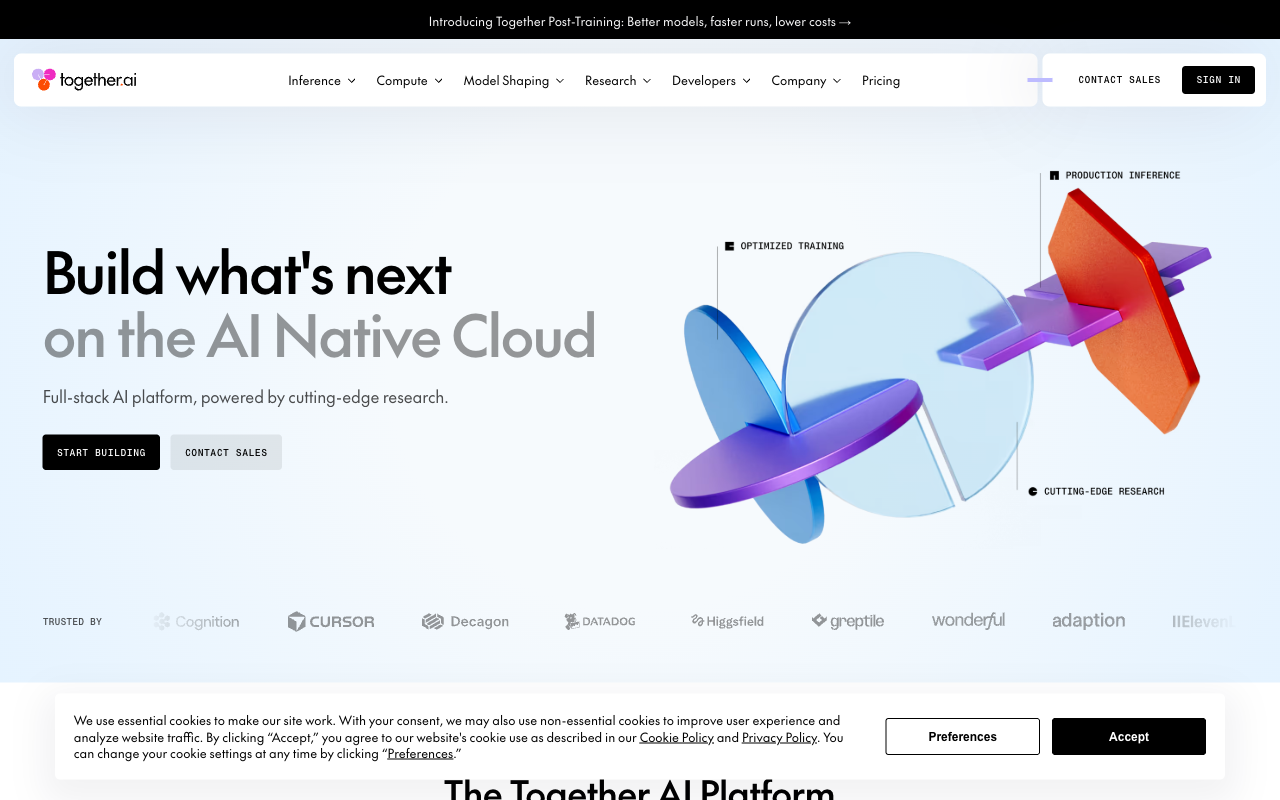 Introducing Together Post-Training: Better models, faster runs, lower costs →
together.ai
Inference
Compute
Model Shaping
Research
Developers
Company
Pricing
CONTACT SALES
SIGN IN
PRODUCTION INFERENCE
OPTIMIZED TRAINING
Build what's next
on the AI Native Cloud
Full-stack AI platform, powered by cutting-edge research.
START BUILDING
CONTACT SALES
CUTTING-EDGE RESEARCH
TRUSTED BY
Cognition
CURSOR
Decagon
DATADOG
Higgsfield
greptile
wonderful
adaption
We use essential cookies to make our site work. With your consent, we may also use non-essential cookies to improve user experience and
analyze website traffic. By clicking “Accept,” you agree to our website's cookie use as described in our Cookie Policy and Privacy Policy. You
can change your cookie settings at any time by clicking “Preferences.”
Preferences
Accept
The Together AI Platform